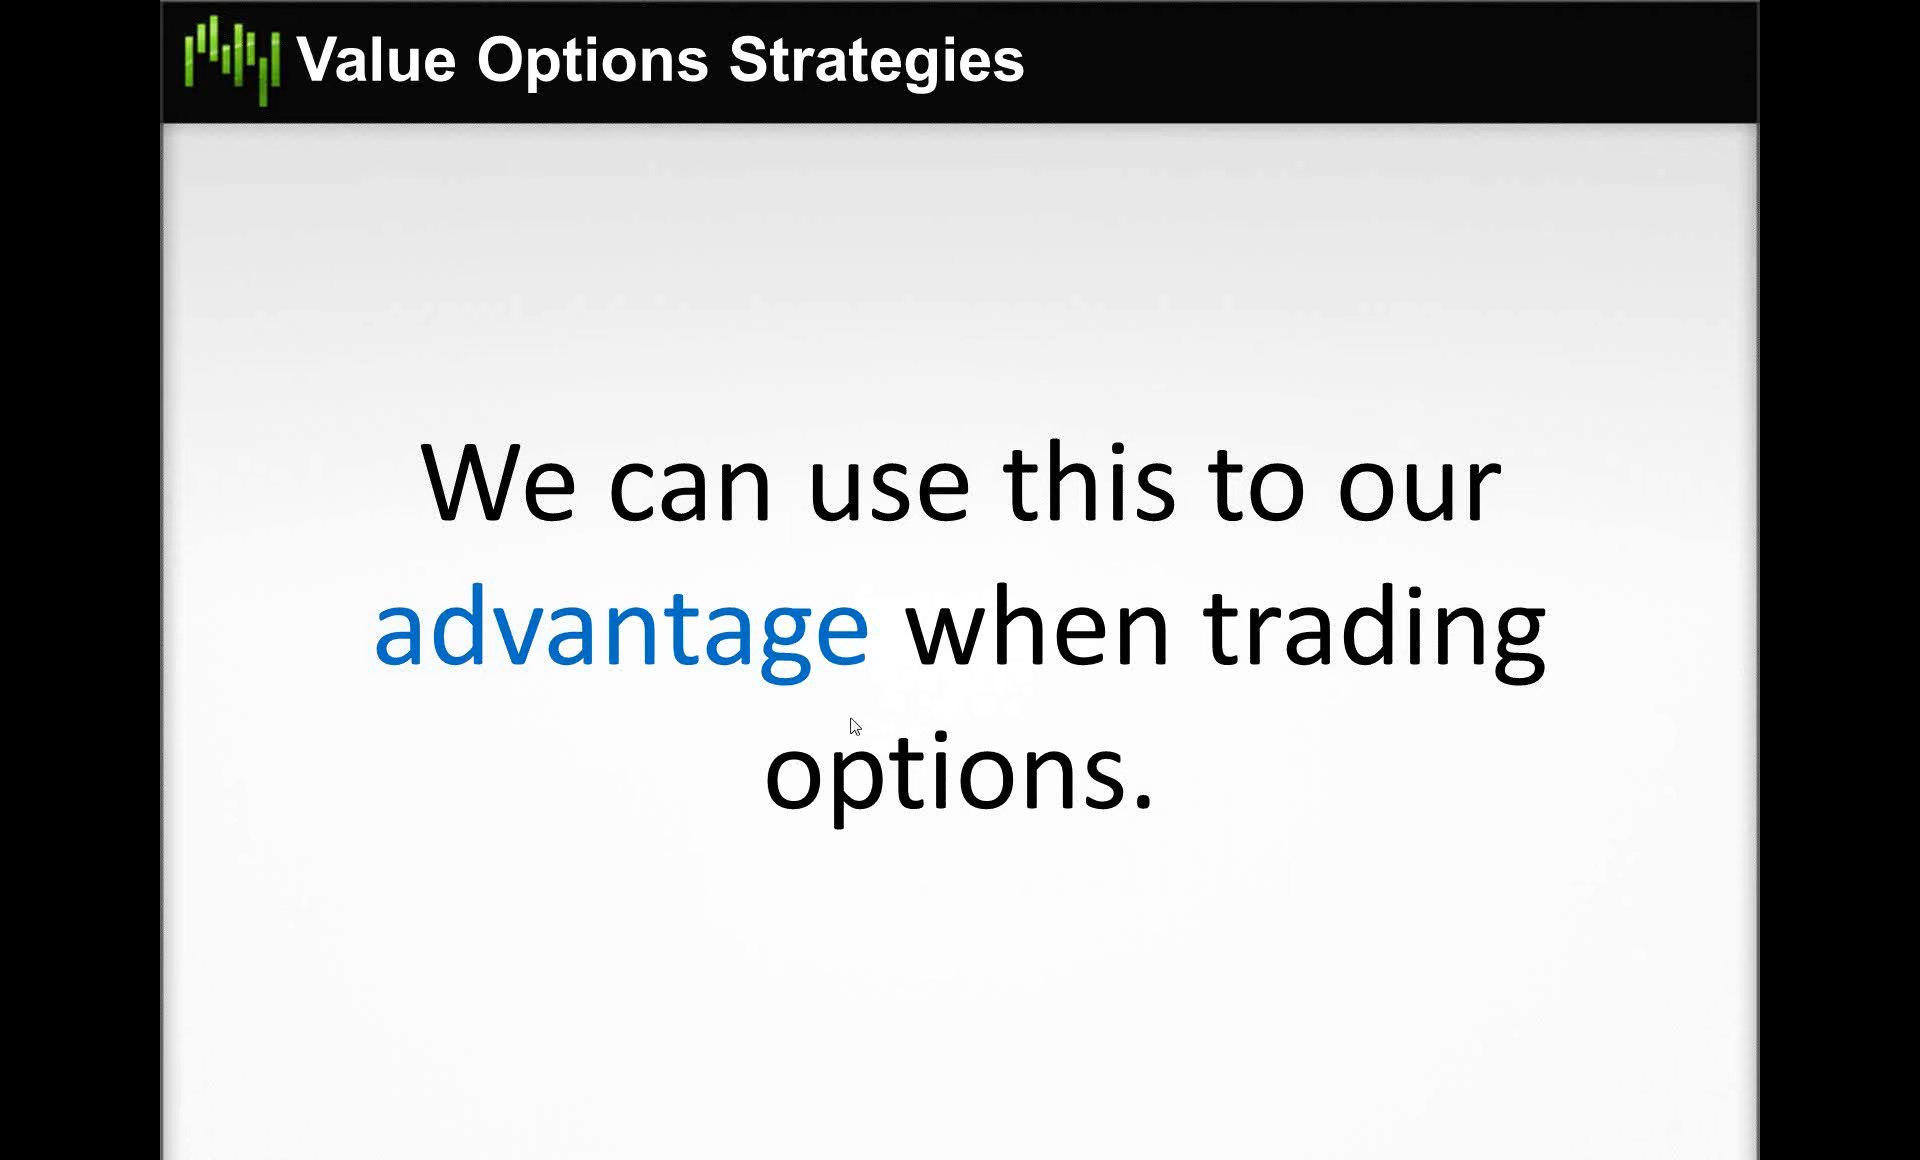 Value Options Strategies
We can use this to our
advantage when trading
options.